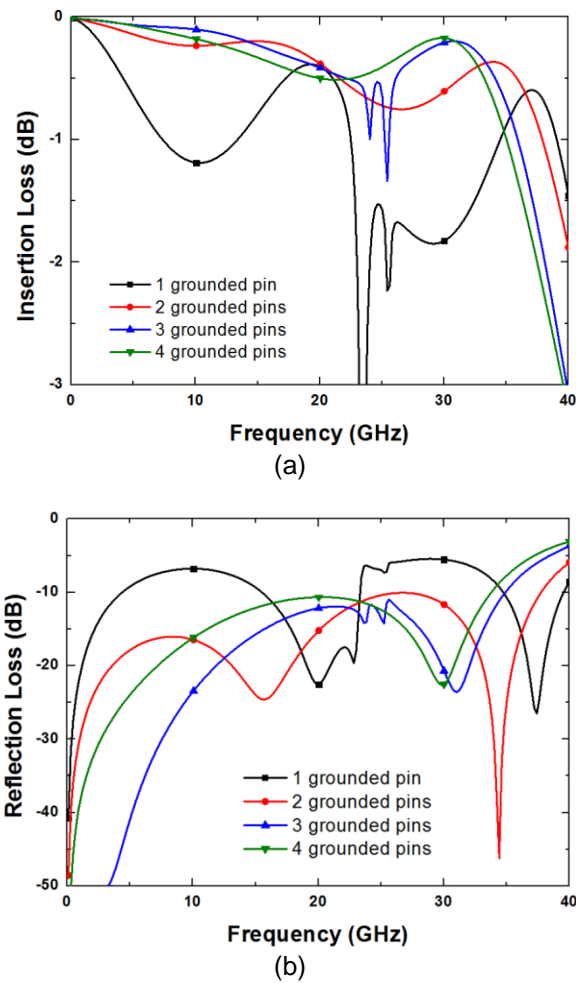 0
-1
-2
-3
Insertion Loss (dB)
1 grounded pin
2 grounded pins
3 grounded pins
4 grounded pins
0 10 20 30 40
Frequency (GHz)
(a)
0
-10
-20
-30
-40
-50
Reflection Loss (dB)
1 grounded pin
2 grounded pins
3 grounded pins
4 grounded pins
0 10 20 30 40
Frequency (GHz)
(b)